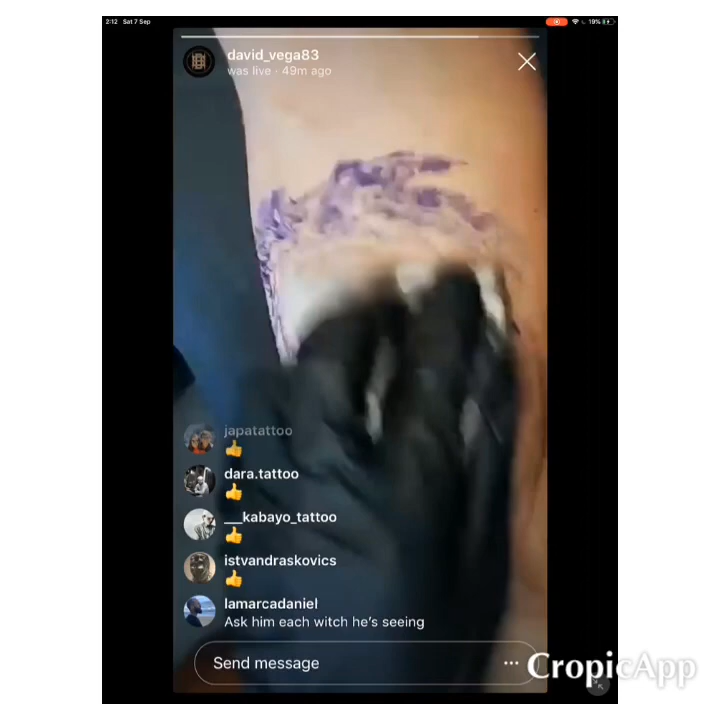 2:12 Sat 7 Sep
19%
david_vega83
was live · 49m ago
japatattoo
👍
dara.tattoo
👍
___kabayo_tattoo
👍
istvandraskovics
👍
lamarcadaniel
Ask him each witch he's seeing
Send message
CropicApp